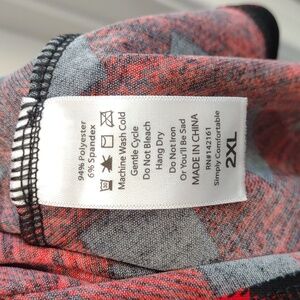 94% Polyester
6% Spandex
Machine Wash Cold
Gentle Cycle
Do Not Bleach
Hang Dry
Do Not Iron
Or You'll Be Sad
MADE IN CHINA
RN#142161
Simply Comfortable
2XL